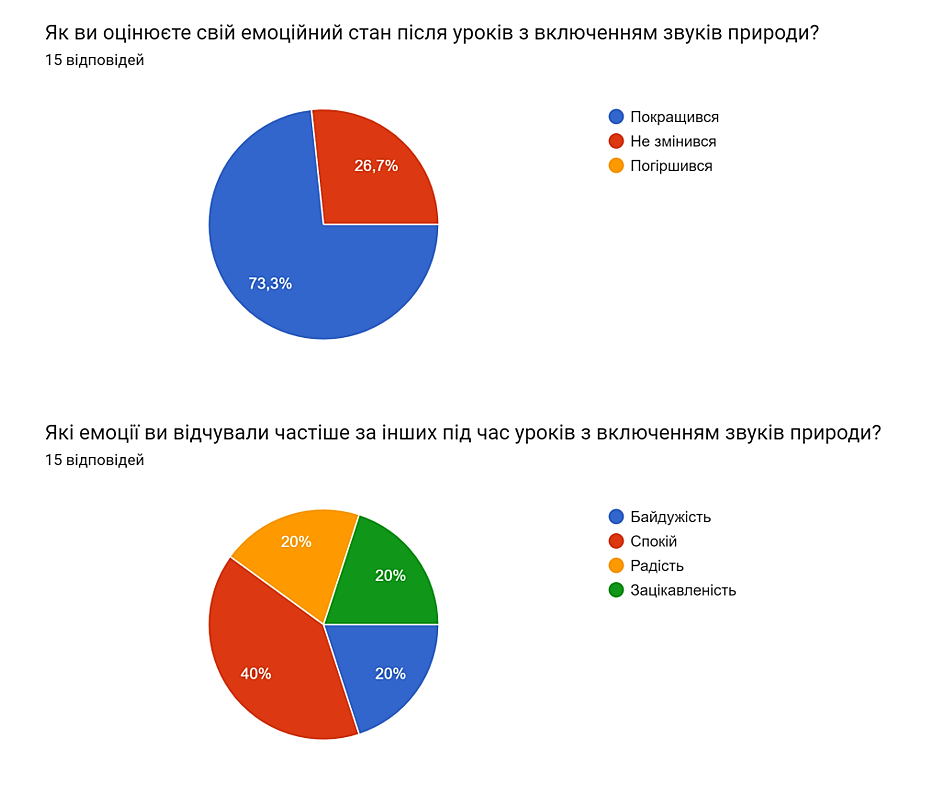 Як ви оцінюєте свій емоційний стан після уроків з включенням звуків природи?
15 відповідей
Покращився
Не змінився
Погіршився
26,7%
73,3%
Які емоції ви відчували частіше за інших під час уроків з включенням звуків природи?
15 відповідей
Байдужість
Спокій
Радість
Зацікавленість
20%
20%
40%
20%